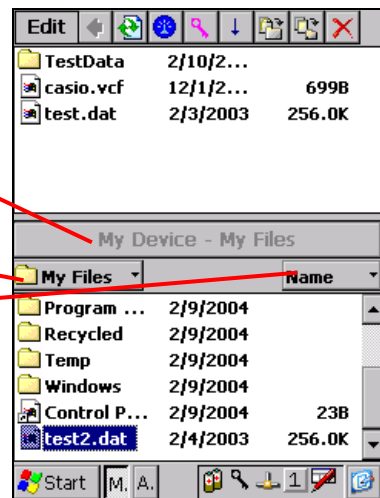 Edit
TestData 2/10/2...
casio.vcf 12/1/2... 699B
test.dat 2/3/2003 256.0K
My Device - My Files
My Files Name
Program ... 2/9/2004
Recycled 2/9/2004
Temp 2/9/2004
Windows 2/9/2004
Control P... 2/9/2004 23B
test2.dat 2/4/2003 256.0K
Start M. A. 1